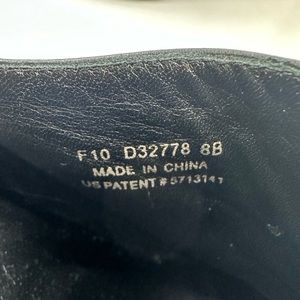 F10 D32778 8B
MADE IN CHINA
US PATENT # 5713141